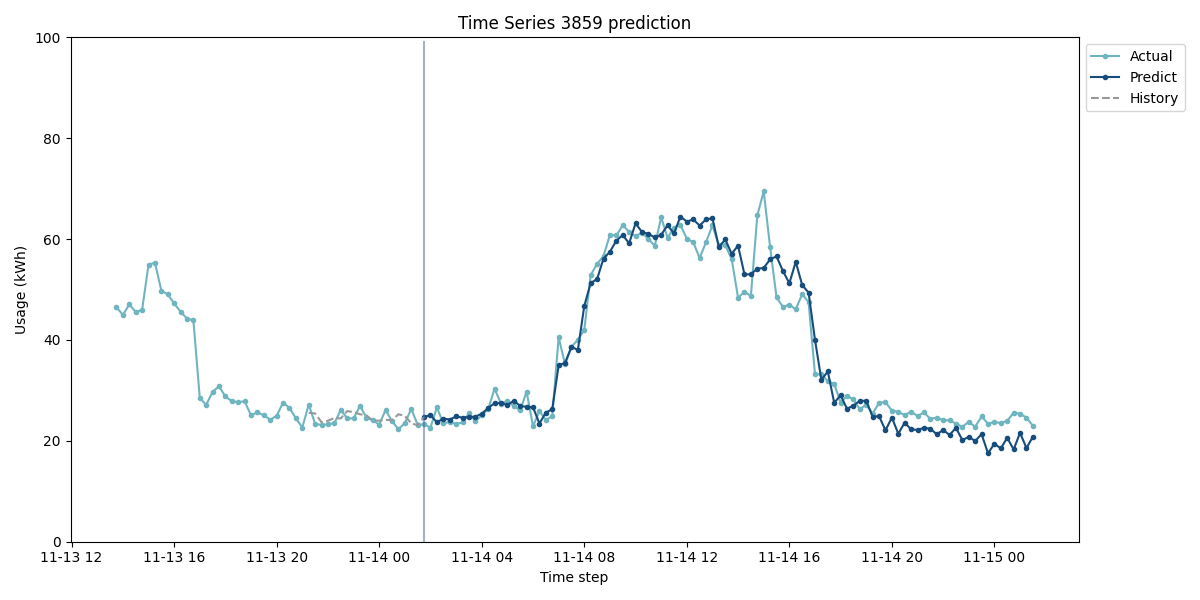 Time Series 3859 prediction
Actual
Predict
History
Usage (kWh)
100
80
60
40
20
0
11-13 12 11-13 16 11-13 20 11-14 00 11-14 04 11-14 08 11-14 12 11-14 16 11-14 20 11-15 00
Time step